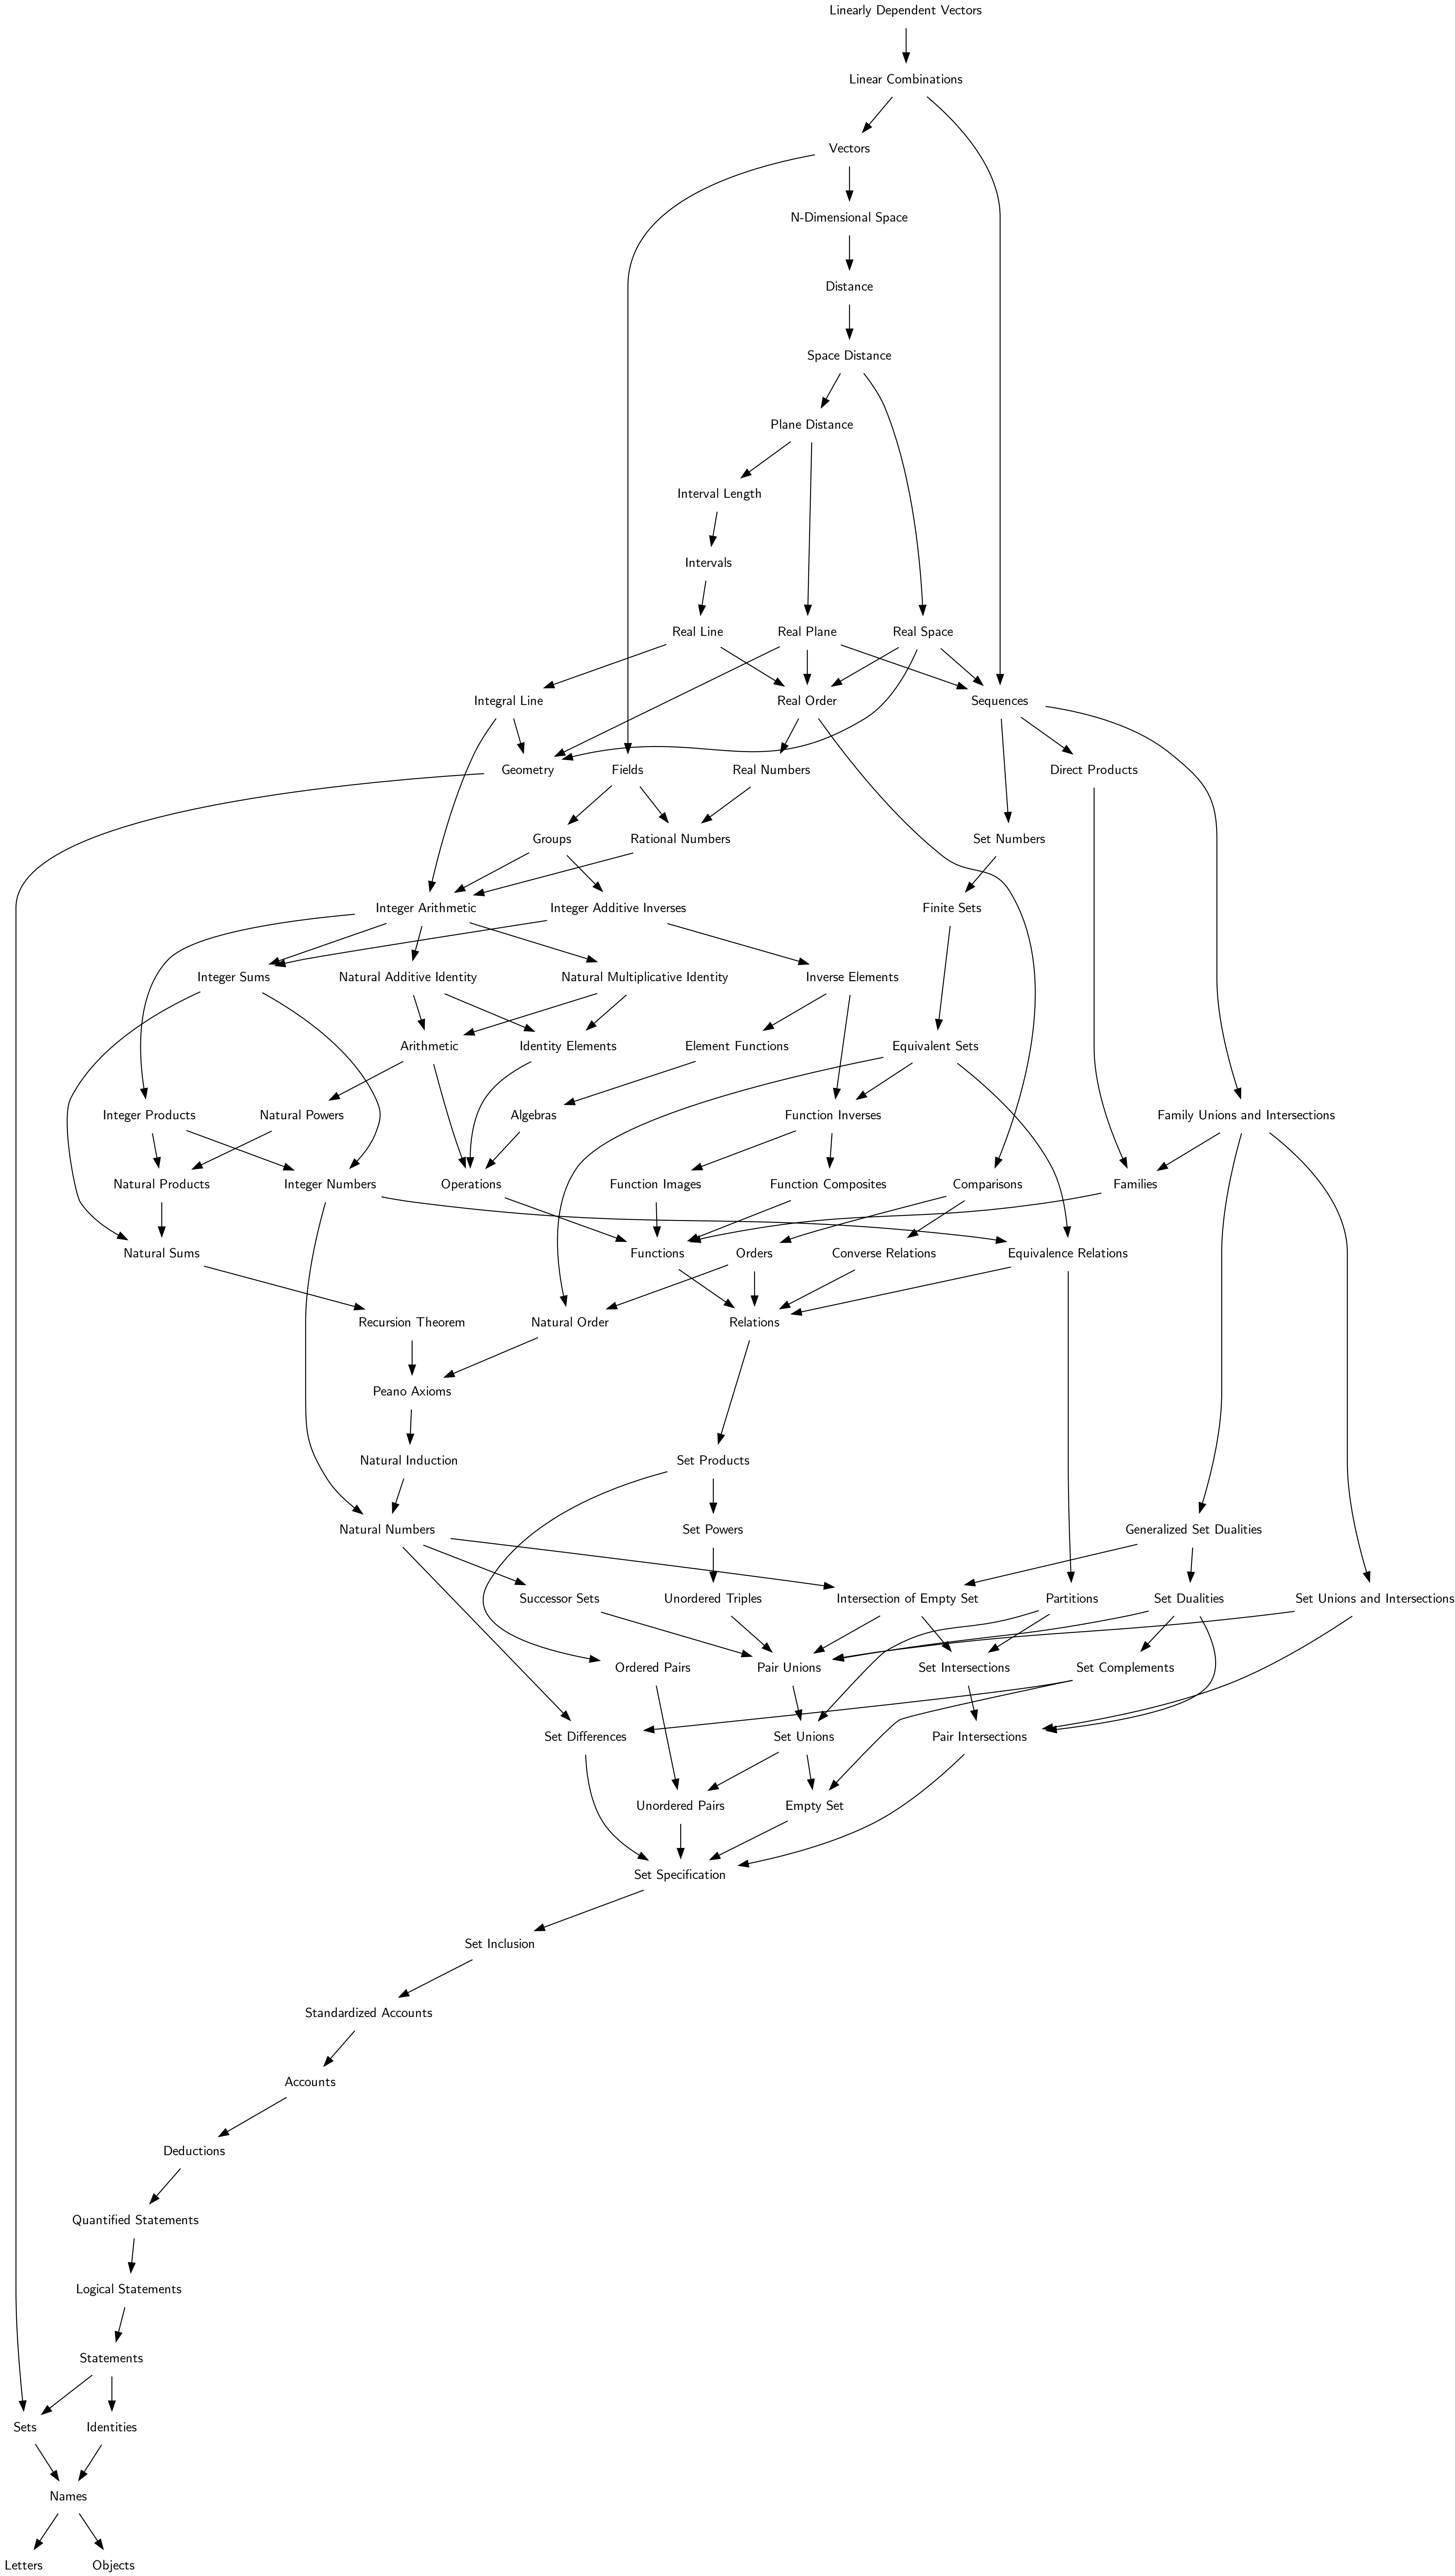 Linearly Dependent Vectors
Linear Combinations
Vectors
N-Dimensional Space
Distance
Space Distance
Plane Distance
Interval Length
Intervals
Real Line
Real Plane
Real Space
Integral Line
Real Order
Sequences
Geometry
Fields
Real Numbers
Direct Products
Groups
Rational Numbers
Set Numbers
Integer Arithmetic
Integer Additive Inverses
Finite Sets
Integer Sums
Natural Additive Identity
Natural Multiplicative Identity
Inverse Elements
Arithmetic
Identity Elements
Element Functions
Equivalent Sets
Integer Products
Natural Powers
Algebras
Function Inverses
Family Unions and Intersections
Natural Products
Integer Numbers
Operations
Function Images
Function Composites
Comparisons
Families
Natural Sums
Functions
Orders
Converse Relations
Equivalence Relations
Recursion Theorem
Natural Order
Relations
Peano Axioms
Natural Induction
Set Products
Natural Numbers
Set Powers
Generalized Set Dualities
Successor Sets
Unordered Triples
Intersection of Empty Set
Partitions
Set Dualities
Set Unions and Intersections
Ordered Pairs
Pair Unions
Set Intersections
Set Complements
Set Differences
Set Unions
Pair Intersections
Unordered Pairs
Empty Set
Set Specification
Set Inclusion
Standardized Accounts
Accounts
Deductions
Quantified Statements
Logical Statements
Statements
Sets
Identities
Names
Letters
Objects